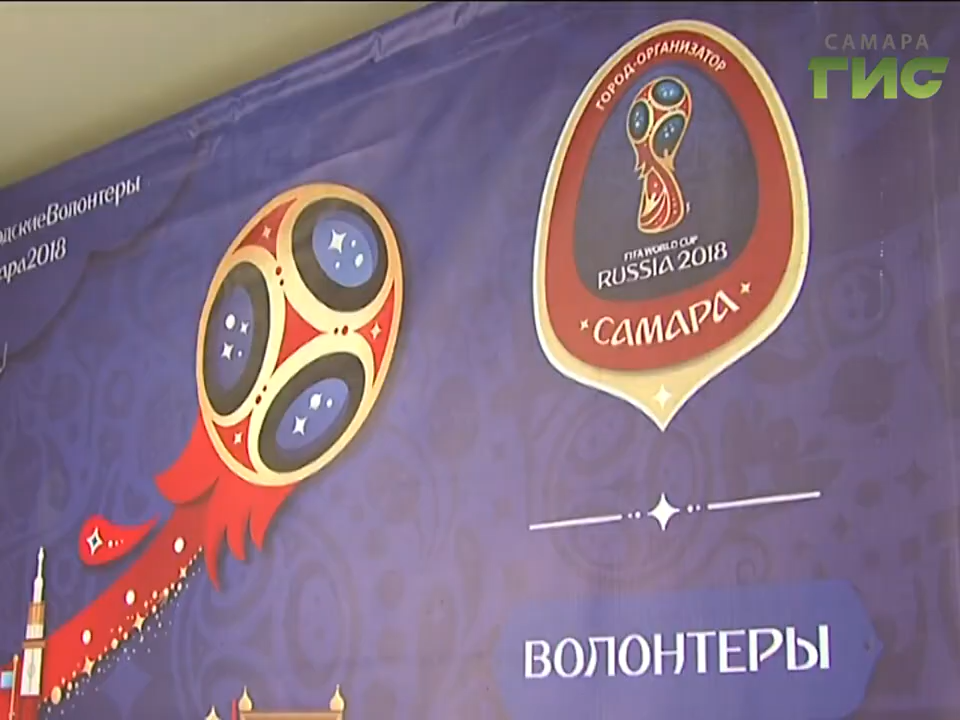 САМАРА
ГИС
ГОРОД-ОРГАНИЗАТОР
FIFA WORLD CUP
RUSSIA 2018
САМАРА
ВОЛОНТЕРЫ